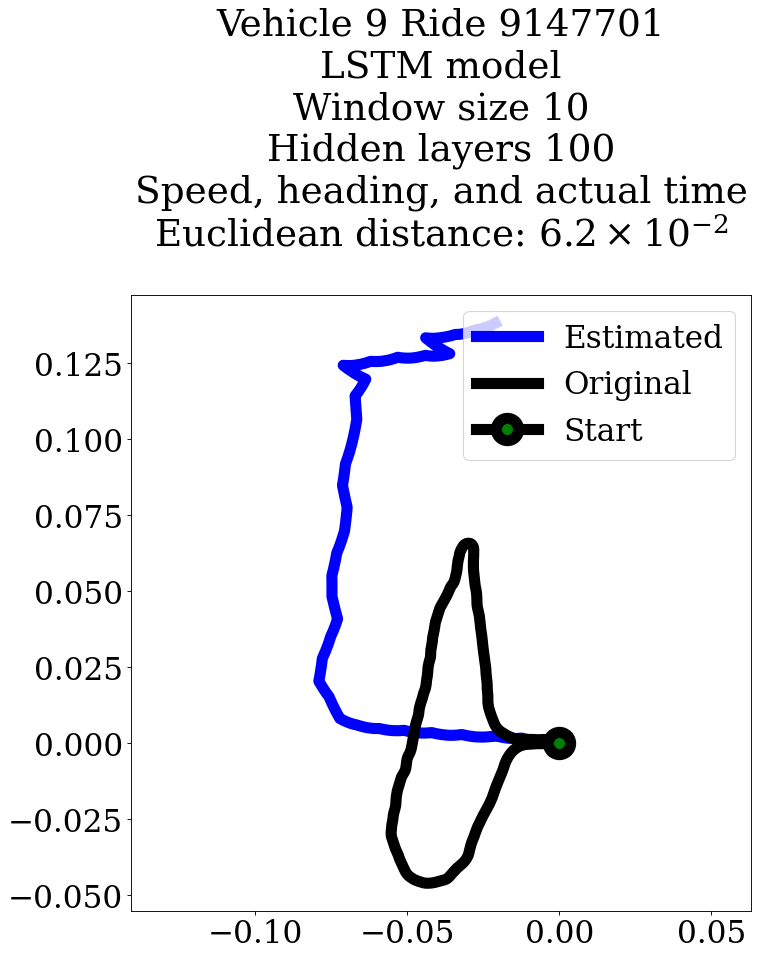 Vehicle 9 Ride 9147701
LSTM model
Window size 10
Hidden layers 100
Speed, heading, and actual time
Euclidean distance: 6.2 × 10⁻²
Estimated
Original
Start
0.125
0.100
0.075
0.050
0.025
0.000
−0.025
−0.050
−0.10 −0.05 0.00 0.05